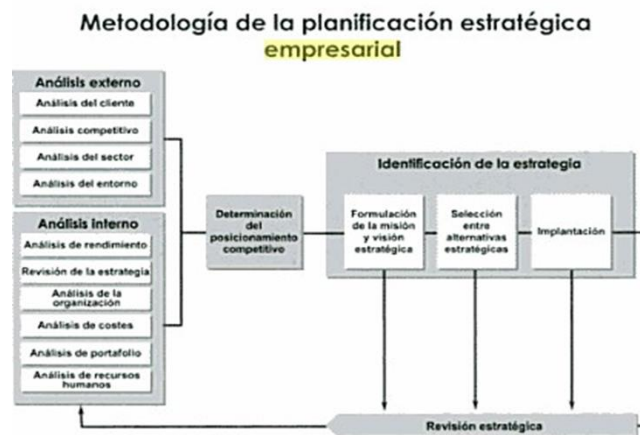 Metodología de la planificación estratégica
empresarial
Análisis externo
Análisis del cliente
Análisis competitivo
Análisis del sector
Análisis del entorno
Análisis interno
Análisis de rendimiento
Revisión de la estrategia
Análisis de la
organización
Análisis de costes
Análisis de portafolio
Análisis de recursos
humanos
Determinación
del
posicionamiento
competitivo
Identificación de la estrategia
Formulación
de la misión
y visión
estratégica
Selección
entre
alternativas
estratégicas
Implantación
Revisión estratégica